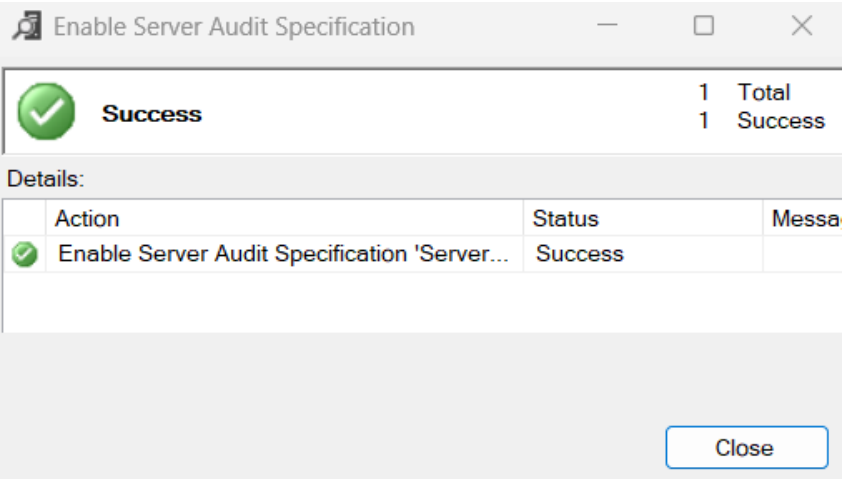 Enable Server Audit Specification
Success 1 Total
1 Success
Details:
Action Status Messa
Enable Server Audit Specification 'Server... Success
Close